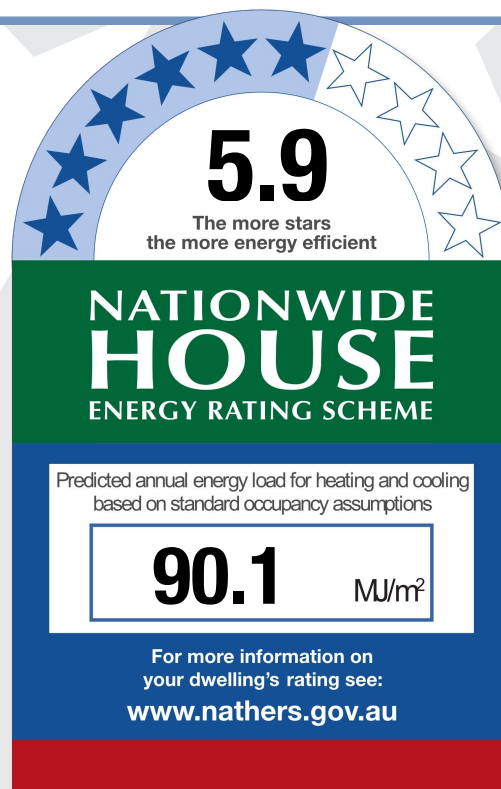 5.9
The more stars
the more energy efficient
NATIONWIDE
HOUSE
ENERGY RATING SCHEME
Predicted annual energy load for heating and cooling
based on standard occupancy assumptions
90.1 MJ/m²
For more information on
your dwelling's rating see:
www.nathers.gov.au